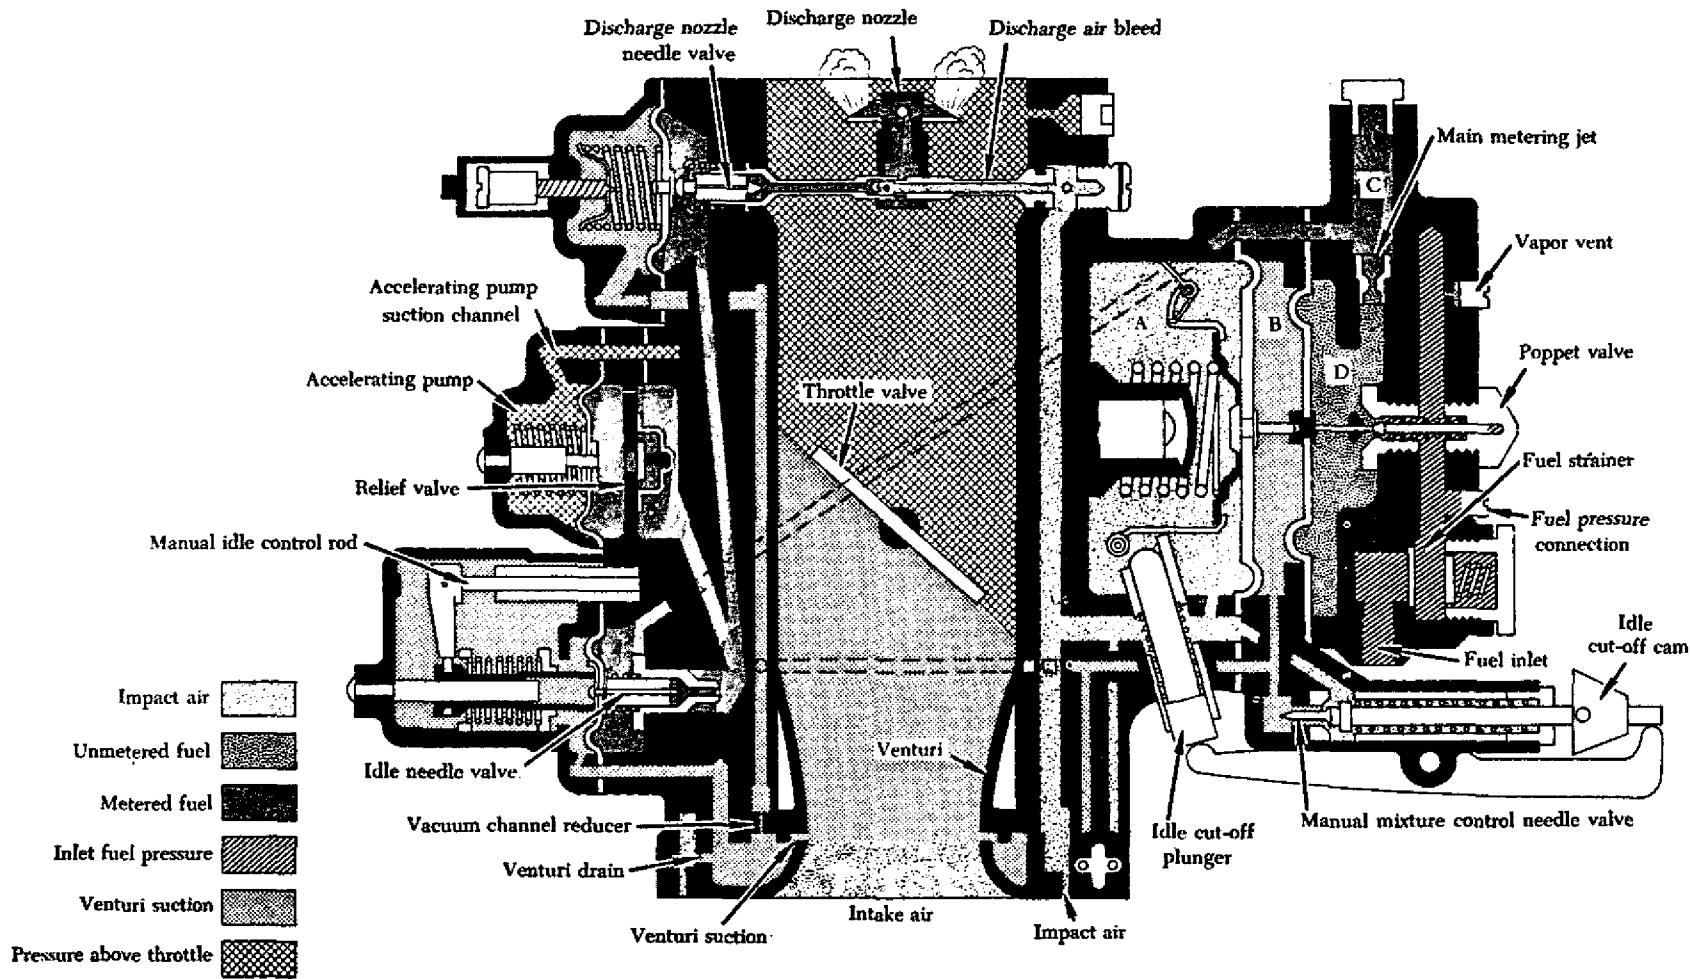 Discharge nozzle
needle valve
Discharge nozzle
Discharge air bleed
Main metering jet
C
Vapor vent
Accelerating pump
suction channel
A
B
D
Poppet valve
Accelerating pump
Throttle valve
Relief valve
Fuel strainer
Manual idle control rod
Fuel pressure
connection
Idle
cut-off cam
Fuel inlet
Impact air
Unmetered fuel
Metered fuel
Inlet fuel pressure
Venturi suction
Pressure above throttle
Idle needle valve
Venturi
Vacuum channel reducer
Venturi drain
Idle cut-off
plunger
Manual mixture control needle valve
Intake air
Venturi suction
Impact air